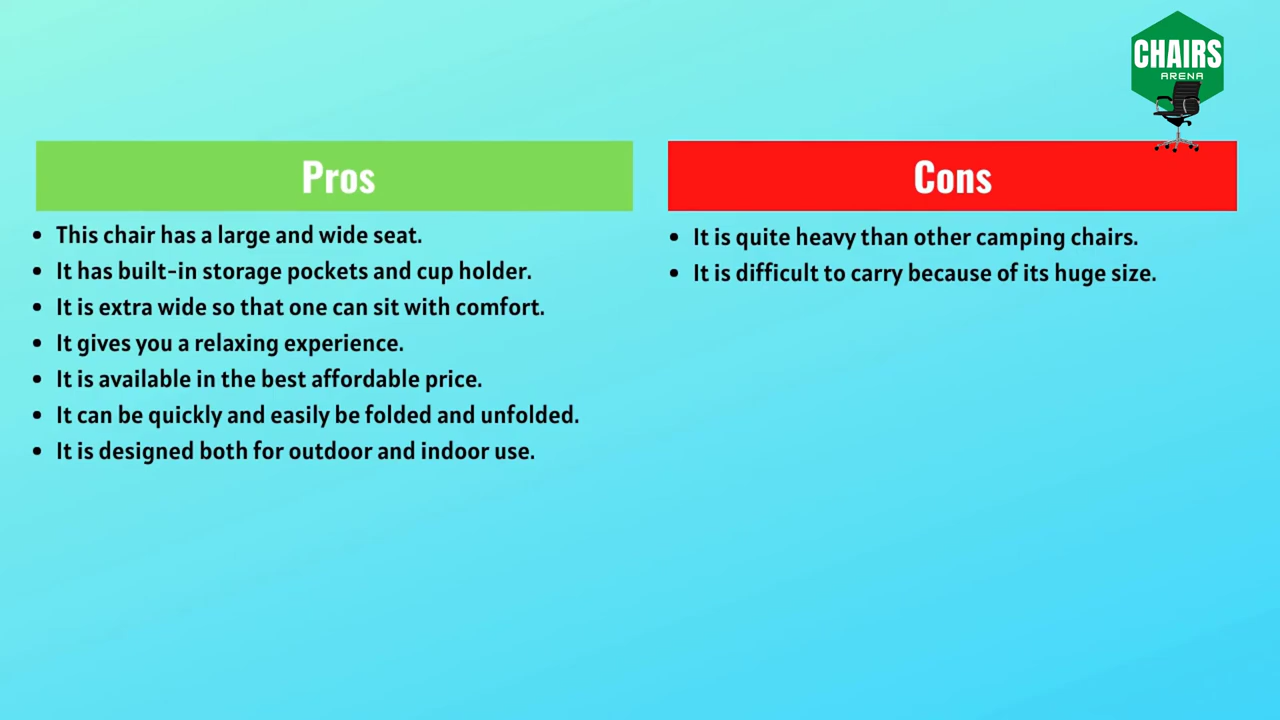 CHAIRS
ARENA
Pros
This chair has a large and wide seat.
It has built-in storage pockets and cup holder.
It is extra wide so that one can sit with comfort.
It gives you a relaxing experience.
It is available in the best affordable price.
It can be quickly and easily be folded and unfolded.
It is designed both for outdoor and indoor use.
Cons
It is quite heavy than other camping chairs.
It is difficult to carry because of its huge size.